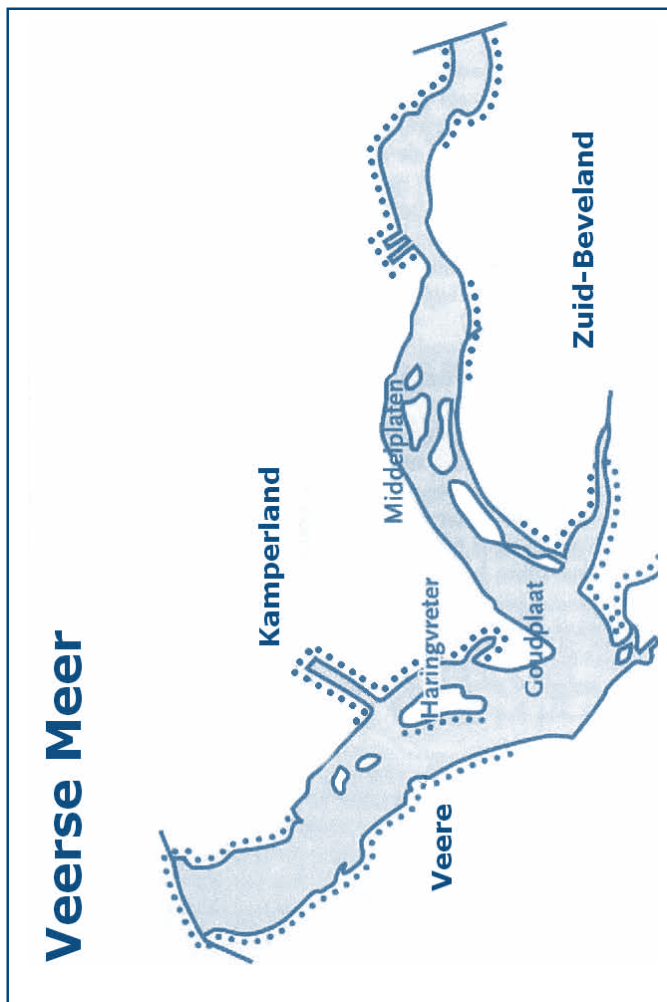 Veerse Meer
Kamperland
Veere
Haringvreter
Goudplaat
Middelplaten
Zuid-Beveland